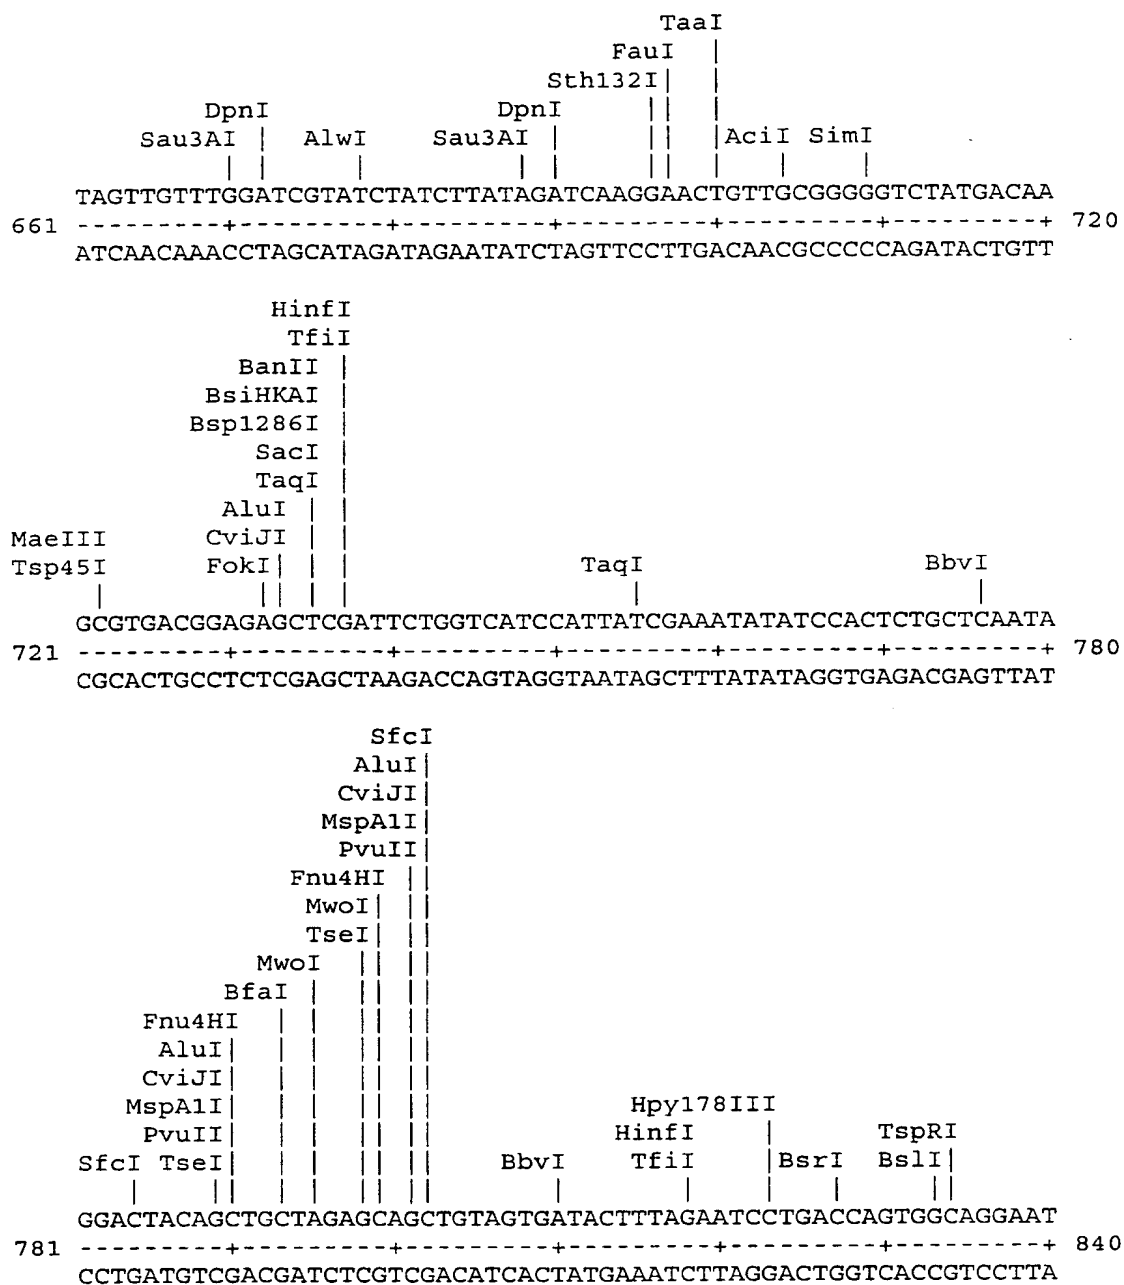 TaaI
FauI
Sth132I
DpnI DpnI
Sau3AI AlwI Sau3AI AciI SimI
TAGTTGTTTGGATCGTATCTATCTTATAGATCAAGGAACTGTTGCGGGGGTCTATGACAA
661 ---------+---------+---------+---------+---------+---------+ 720
ATCAACAAACCTAGCATAGATAGAATATCTAGTTCCTTGACAACGCCCCCAGATACTGTT
HinfI
TfiI
BanII
BsiHKAI
Bsp1286I
SacI
TaqI
AluI
MaeIII CviJI
Tsp45I FokI TaqI BbvI
GCGTGACGGAGAGCTCGATTCTGGTCATCCATTATCGAAATATATCCACTCTGCTCAATA
721 ---------+---------+---------+---------+---------+---------+ 780
CGCACTGCCTCTCGAGCTAAGACCAGTAGGTAATAGCTTTATATAGGTGAGACGAGTTAT
SfcI
AluI
CviJI
MspA1I
PvuII
Fnu4HI
MwoI
TseI
MwoI
BfaI
Fnu4HI
AluI
CviJI
MspA1I Hpy178III
PvuII HinfI TspRI
SfcI TseI BbvI TfiI BsrI BslI
GGACTACAGCTGCTAGAGCAGCTGTAGTGATACTTTAGAATCCTGACCAGTGGCAGGAAT
781 ---------+---------+---------+---------+---------+---------+ 840
CCTGATGTCGACGATCTCGTCGACATCACTATGAAATCTTAGGACTGGTCACCGTCCTTA